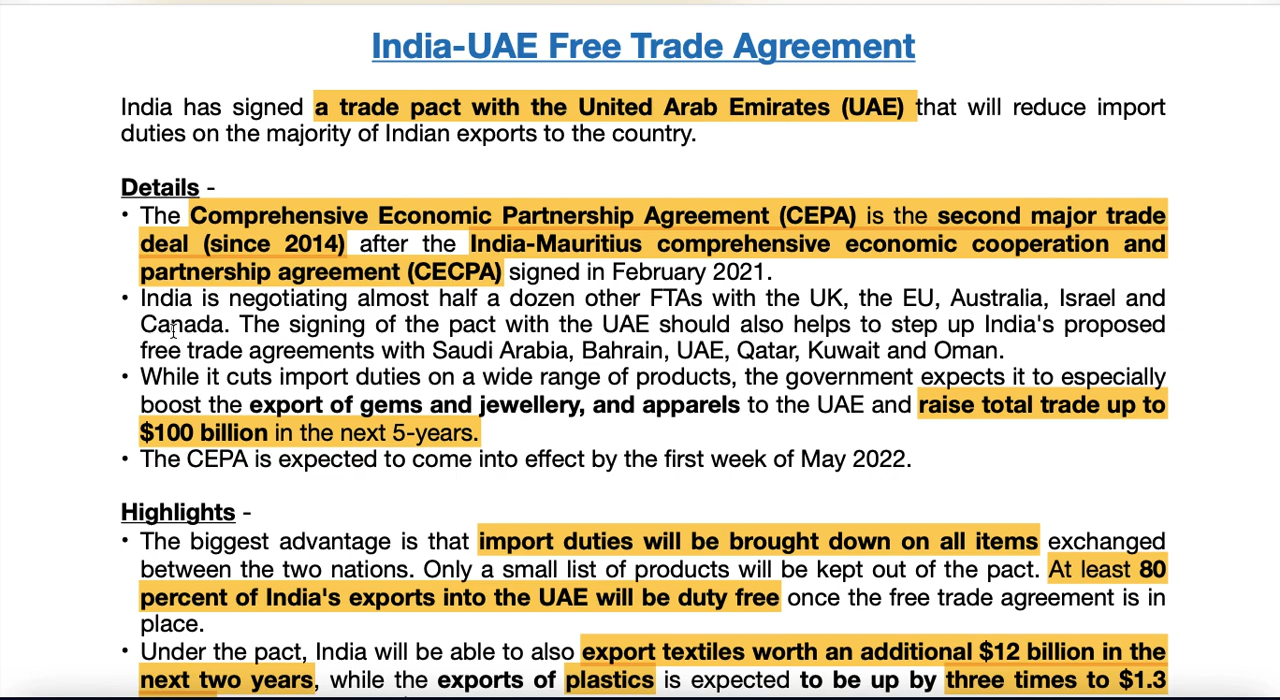 India-UAE Free Trade Agreement
India has signed a trade pact with the United Arab Emirates (UAE) that will reduce import
duties on the majority of Indian exports to the country.
Details -
• The Comprehensive Economic Partnership Agreement (CEPA) is the second major trade
deal (since 2014) after the India-Mauritius comprehensive economic cooperation and
partnership agreement (CECPA) signed in February 2021.
• India is negotiating almost half a dozen other FTAs with the UK, the EU, Australia, Israel and
Canada. The signing of the pact with the UAE should also helps to step up India's proposed
free trade agreements with Saudi Arabia, Bahrain, UAE, Qatar, Kuwait and Oman.
• While it cuts import duties on a wide range of products, the government expects it to especially
boost the export of gems and jewellery, and apparels to the UAE and raise total trade up to
$100 billion in the next 5-years.
• The CEPA is expected to come into effect by the first week of May 2022.
Highlights -
• The biggest advantage is that import duties will be brought down on all items exchanged
between the two nations. Only a small list of products will be kept out of the pact. At least 80
percent of India's exports into the UAE will be duty free once the free trade agreement is in
place.
• Under the pact, India will be able to also export textiles worth an additional $12 billion in the
next two years, while the exports of plastics is expected to be up by three times to $1.3